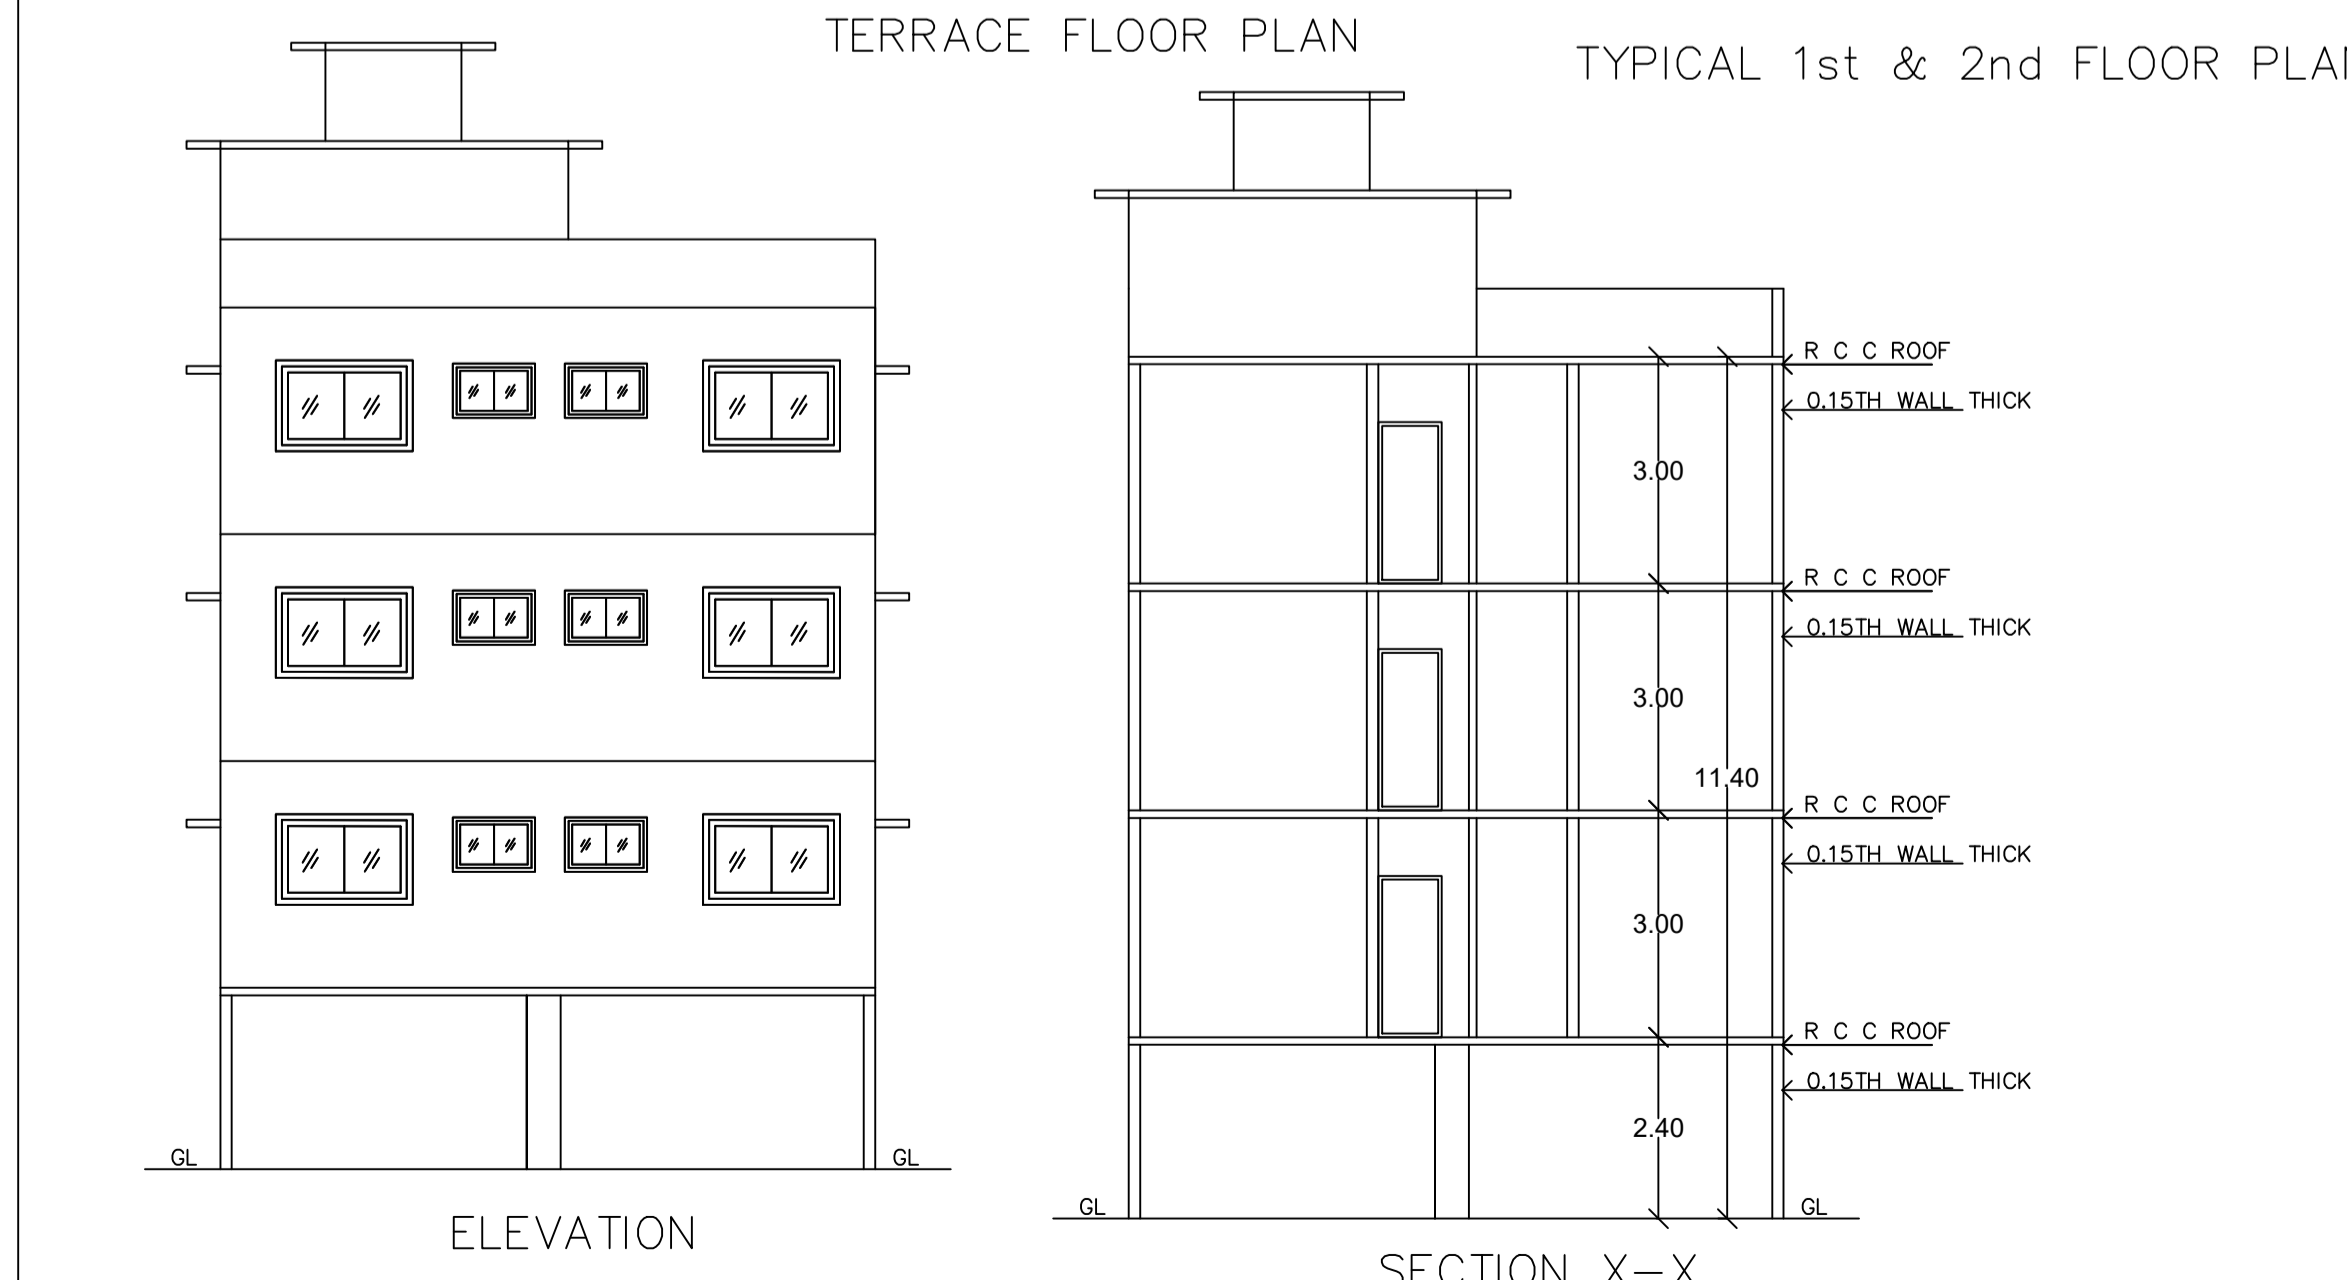 TERRACE FLOOR PLAN
TYPICAL 1st & 2nd FLOOR PLAN
R C C ROOF
0.15TH WALL THICK
3.00
R C C ROOF
0.15TH WALL THICK
3.00
11.40
R C C ROOF
0.15TH WALL THICK
3.00
R C C ROOF
0.15TH WALL THICK
2.40
GL
GL
GL
GL
ELEVATION
SECTION X-X